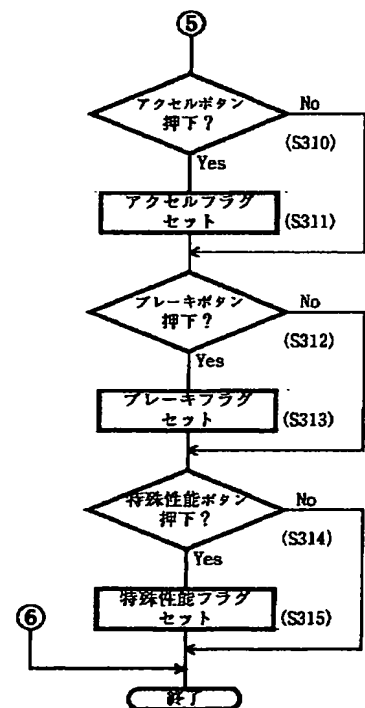 ⑤
アクセルボタン
押下?
No
(S310)
Yes
アクセルフラグ
セット
(S311)
ブレーキボタン
押下?
No
(S312)
Yes
ブレーキフラグ
セット
(S313)
特殊性能ボタン
押下?
No
(S314)
Yes
特殊性能フラグ
セット
(S315)
⑥
終了